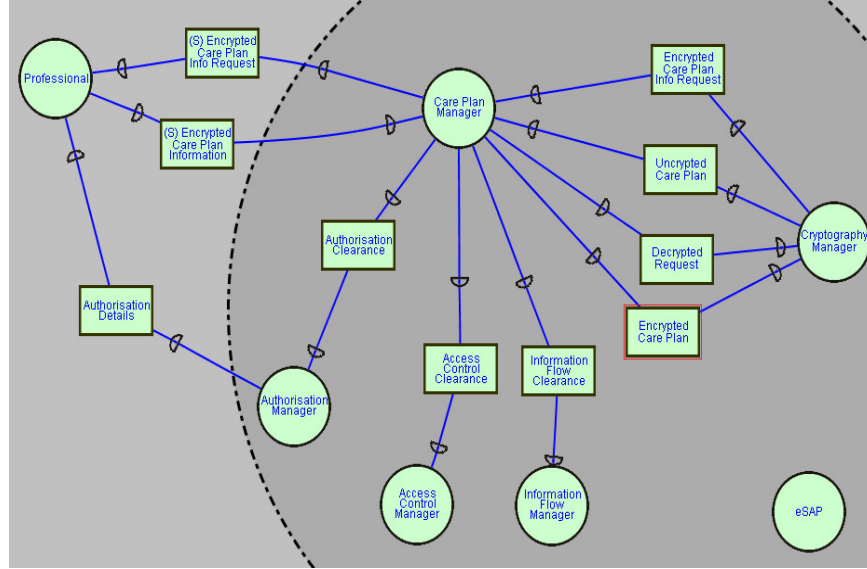 Professional
(S) Encrypted
Care Plan
Info Request
(S) Encrypted
Care Plan
Information
Care Plan
Manager
Encrypted
Care Plan
Info Request
Uncrypted
Care Plan
Cryptography
Manager
Decrypted
Request
Encrypted
Care Plan
Authorisation
Clearance
Authorisation
Details
Authorisation
Manager
Access
Control
Clearance
Information
Flow
Clearance
Access
Control
Manager
Information
Flow
Manager
eSAP